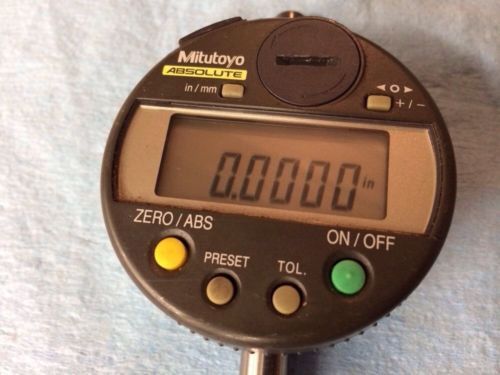 Mitutoyo
ABSOLUTE
in/mm
◄O►
+/−
0.0000 in
ZERO/ABS
PRESET
TOL.
ON/OFF